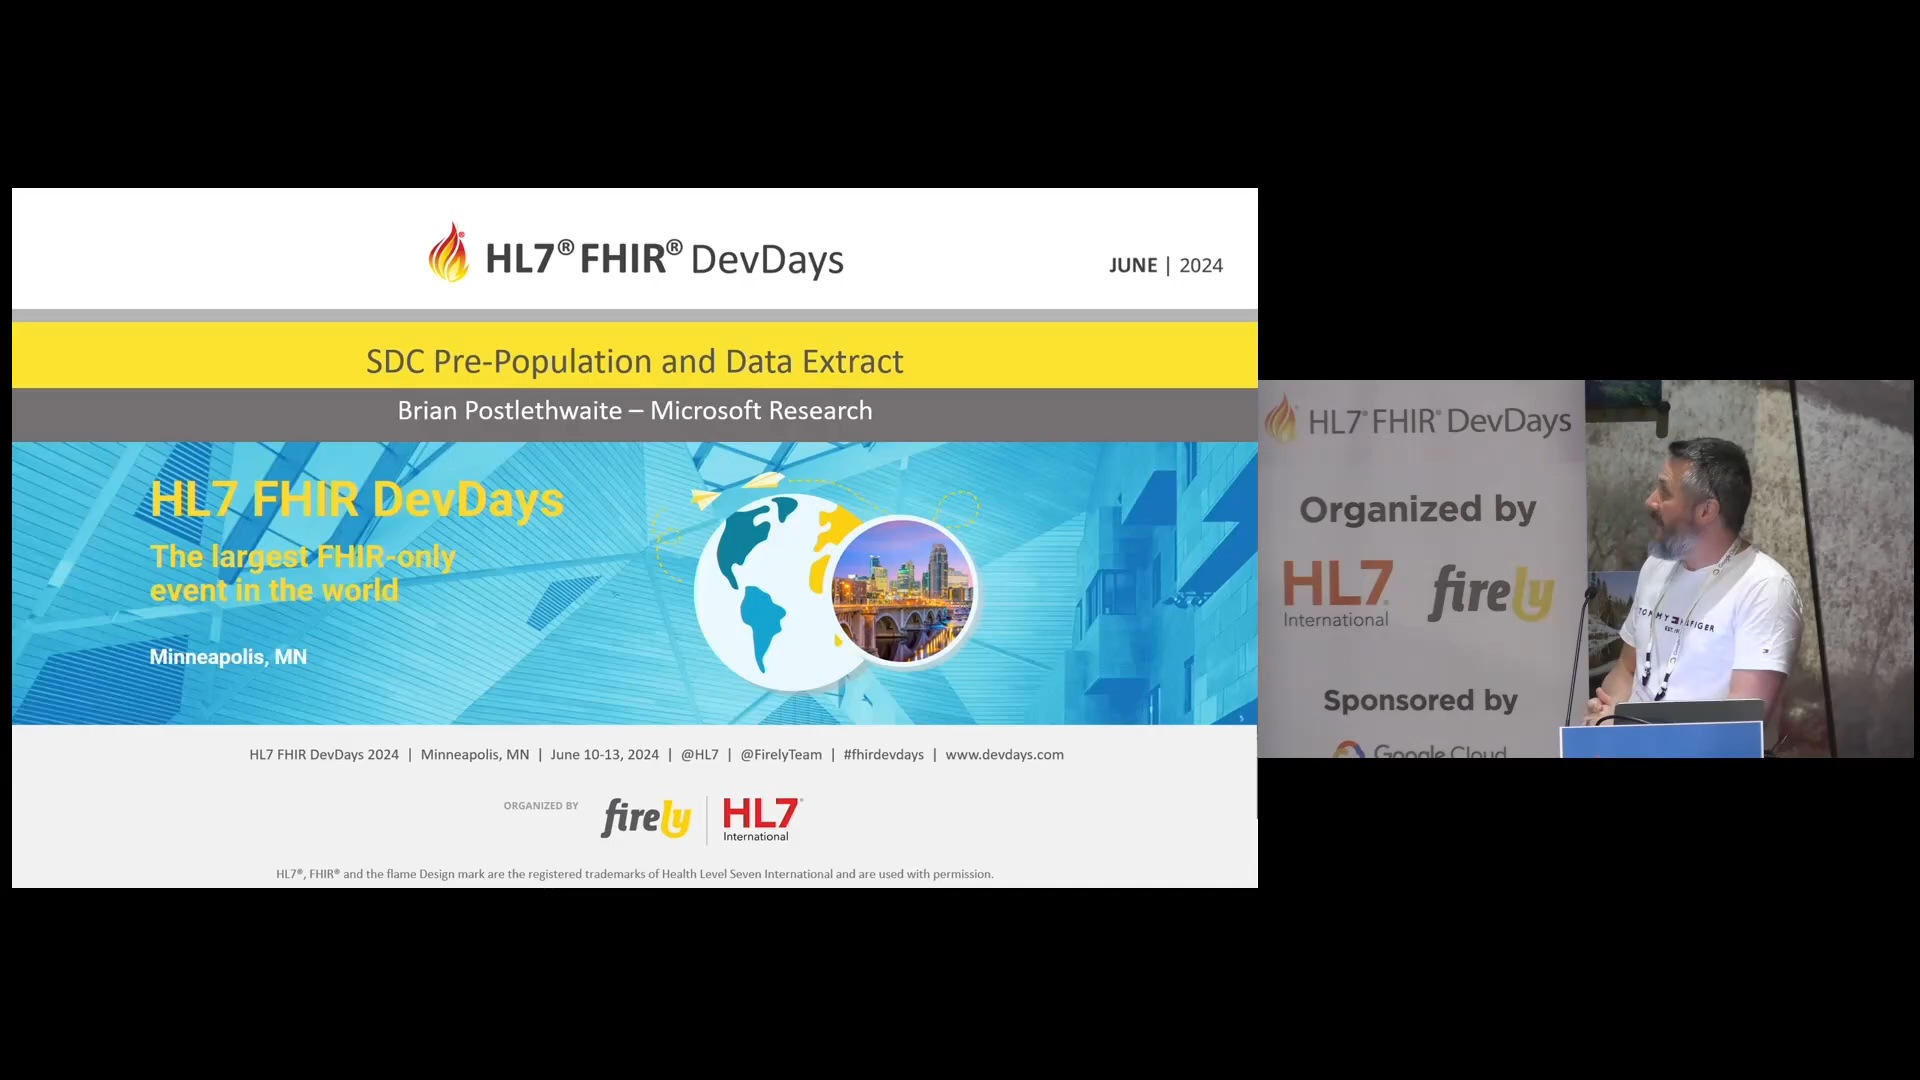 HL7® FHIR® DevDays
JUNE | 2024
SDC Pre-Population and Data Extract
Brian Postlethwaite – Microsoft Research
HL7 FHIR DevDays
The largest FHIR-only
event in the world
Minneapolis, MN
5
HL7 FHIR DevDays 2024 | Minneapolis, MN | June 10-13, 2024 | @HL7 | @FirelyTeam | #fhirdevdays | www.devdays.com
ORGANIZED BY
firely
HL7®
International
HL7®, FHIR® and the flame Design mark are the registered trademarks of Health Level Seven International and are used with permission.
HL7® FHIR® DevDays
Organized by
HL7®
International
firely
Sponsored by
Google Cloud
TOMMY HILFIGER